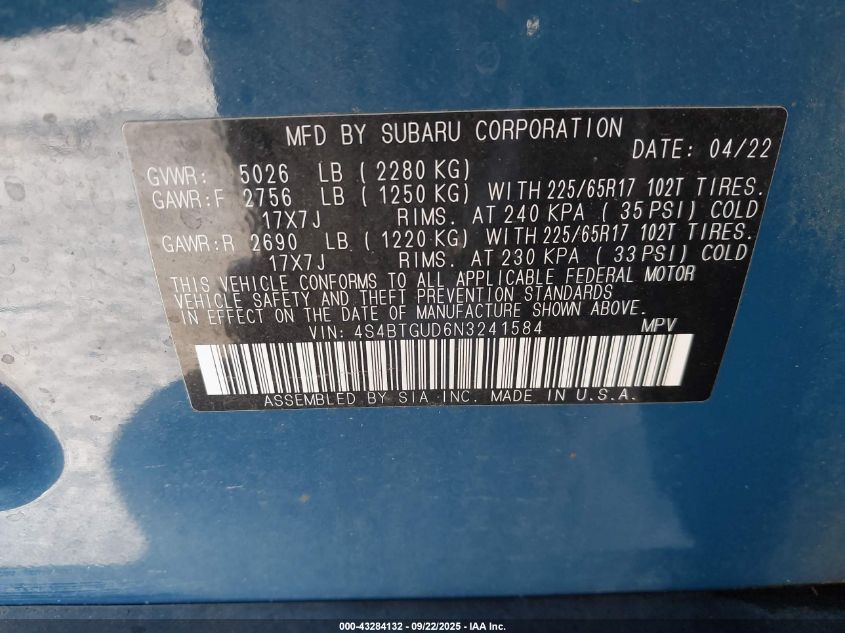 MFD BY SUBARU CORPORATION
DATE: 04/22
GVWR: 5026 LB (2280 KG)
GAWR:F 2756 LB (1250 KG) WITH 225/65R17 102T TIRES.
17X7J RIMS. AT 240 KPA (35 PSI) COLD
GAWR:R 2690 LB (1220 KG) WITH 225/65R17 102T TIRES.
17X7J RIMS. AT 230 KPA (33 PSI) COLD
THIS VEHICLE CONFORMS TO ALL APPLICABLE FEDERAL MOTOR
VEHICLE SAFETY AND THEFT PREVENTION STANDARDS
IN EFFECT ON THE DATE OF MANUFACTURE SHOWN ABOVE.
VIN: 4S4BTGUD6N3241584 MPV
ASSEMBLED BY SIA INC. MADE IN U.S.A.
000-43284132 - 09/22/2025 - IAA Inc.